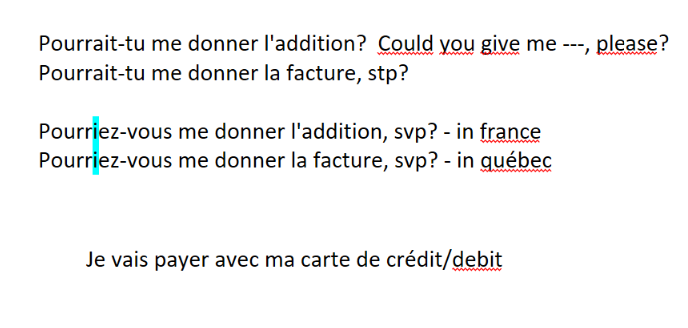 Pourrait-tu me donner l'addition?  Could you give me ---, please?
Pourrait-tu me donner la facture, stp?
Pourriez-vous me donner l'addition, svp? - in france
Pourriez-vous me donner la facture, svp? - in québec
Je vais payer avec ma carte de crédit/debit